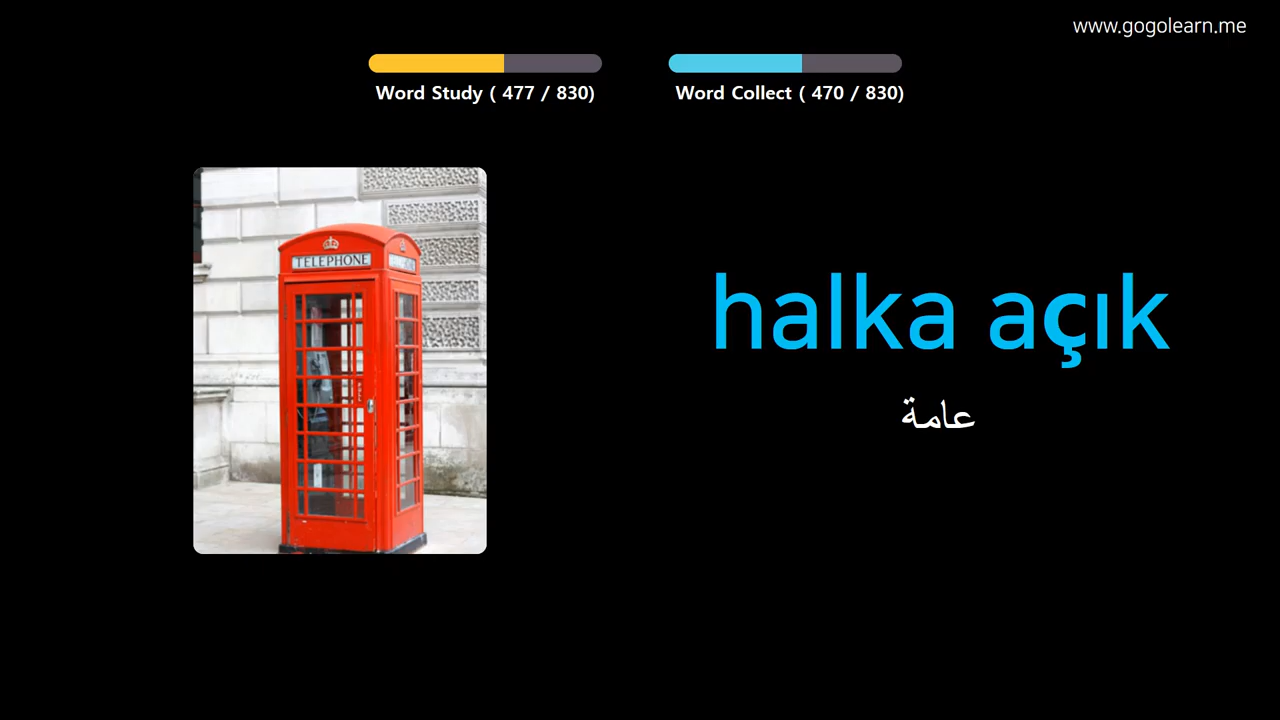 www.gogolearn.me
Word Study ( 477 / 830)
Word Collect ( 470 / 830)
TELEPHONE
halka açık
عامة